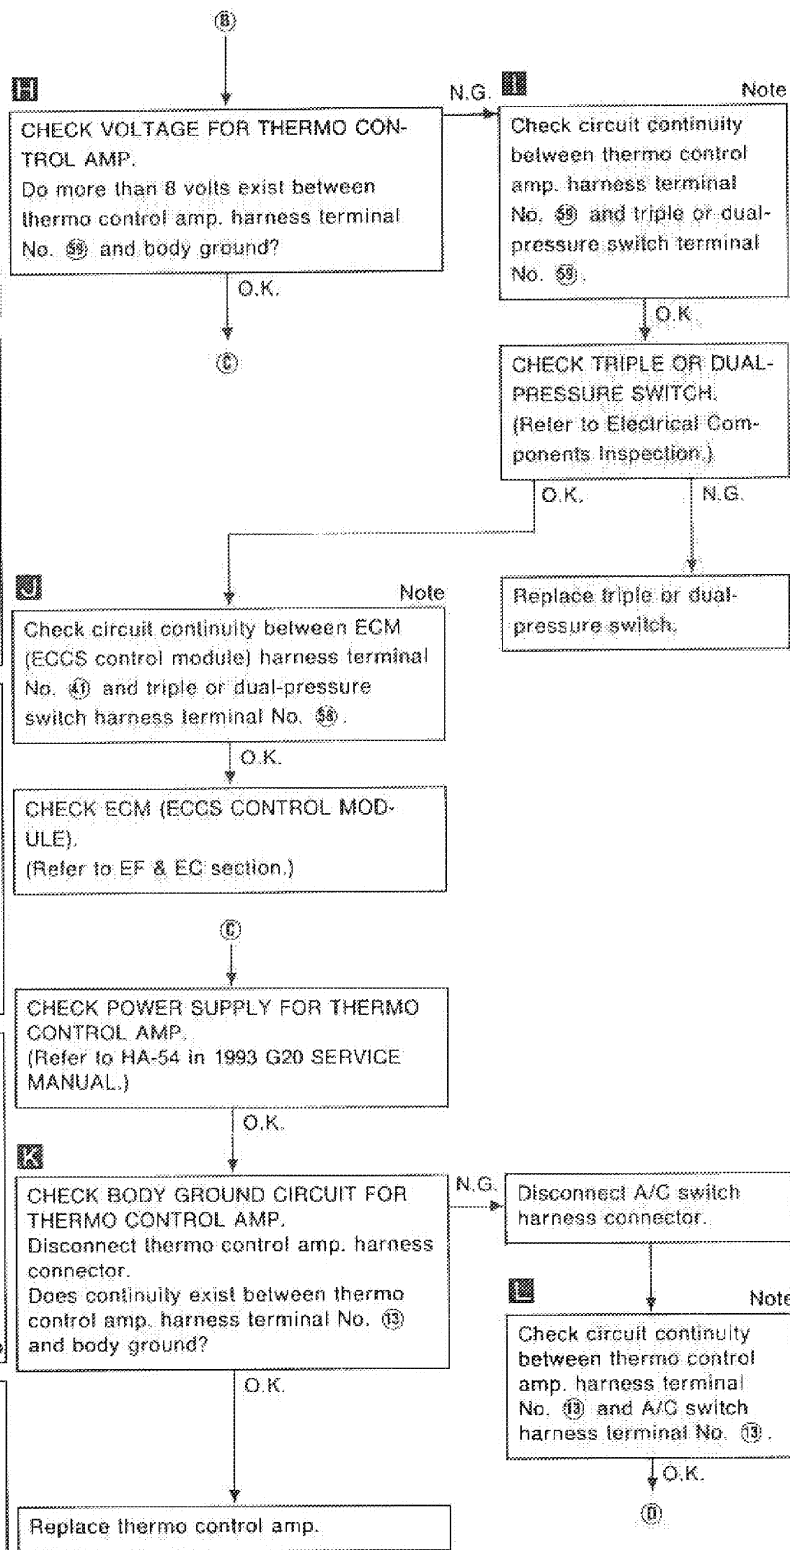 B
H
CHECK VOLTAGE FOR THERMO CON-
TROL AMP.
Do more than 8 volts exist between
thermo control amp. harness terminal
No. 59 and body ground?
N.G.
O.K.
C
I
Note
Check circuit continuity
between thermo control
amp. harness terminal
No. 59 and triple or dual-
pressure switch terminal
No. 59.
O.K.
CHECK TRIPLE OR DUAL-
PRESSURE SWITCH.
(Refer to Electrical Com-
ponents Inspection.)
O.K.
N.G.
Replace triple or dual-
pressure switch.
J
Note
Check circuit continuity between ECM
(ECCS control module) harness terminal
No. 41 and triple or dual-pressure
switch harness terminal No. 58.
O.K.
CHECK ECM (ECCS CONTROL MOD-
ULE).
(Refer to EF & EC section.)
C
CHECK POWER SUPPLY FOR THERMO
CONTROL AMP.
(Refer to HA-54 in 1993 G20 SERVICE
MANUAL.)
O.K.
K
CHECK BODY GROUND CIRCUIT FOR
THERMO CONTROL AMP.
Disconnect thermo control amp. harness
connector.
Does continuity exist between thermo
control amp. harness terminal No. 13
and body ground?
N.G.
O.K.
Disconnect A/C switch
harness connector.
L
Note
Check circuit continuity
between thermo control
amp. harness terminal
No. 13 and A/C switch
harness terminal No. 13.
O.K.
D
Replace thermo control amp.